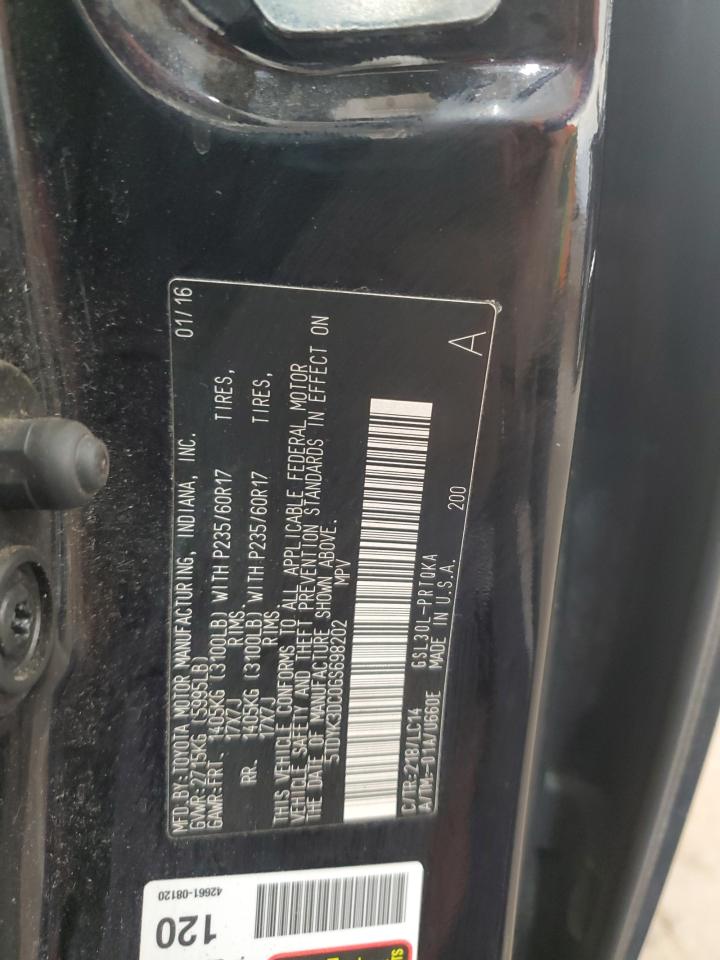 MFD.BY:TOYOTA MOTOR MANUFACTURING, INDIANA, INC. 01/16
GVWR:2715KG (5995LB)
GAWR:FRT. 1405KG (3100LB) WITH P235/60R17 TIRES,
17X7J RIMS.
RR. 1405KG (3100LB) WITH P235/60R17 TIRES,
17X7J RIMS.
THIS VEHICLE CONFORMS TO ALL APPLICABLE FEDERAL MOTOR
VEHICLE SAFETY AND THEFT PREVENTION STANDARDS IN EFFECT ON
THE DATE OF MANUFACTURE SHOWN ABOVE.
5TDYK3DC0GS698202 MPV
C/TR:218/LC14 GSL30L-PRTQKA
A/TM:-01A/U660E MADE IN U.S.A. 200
A
42661-08120
120